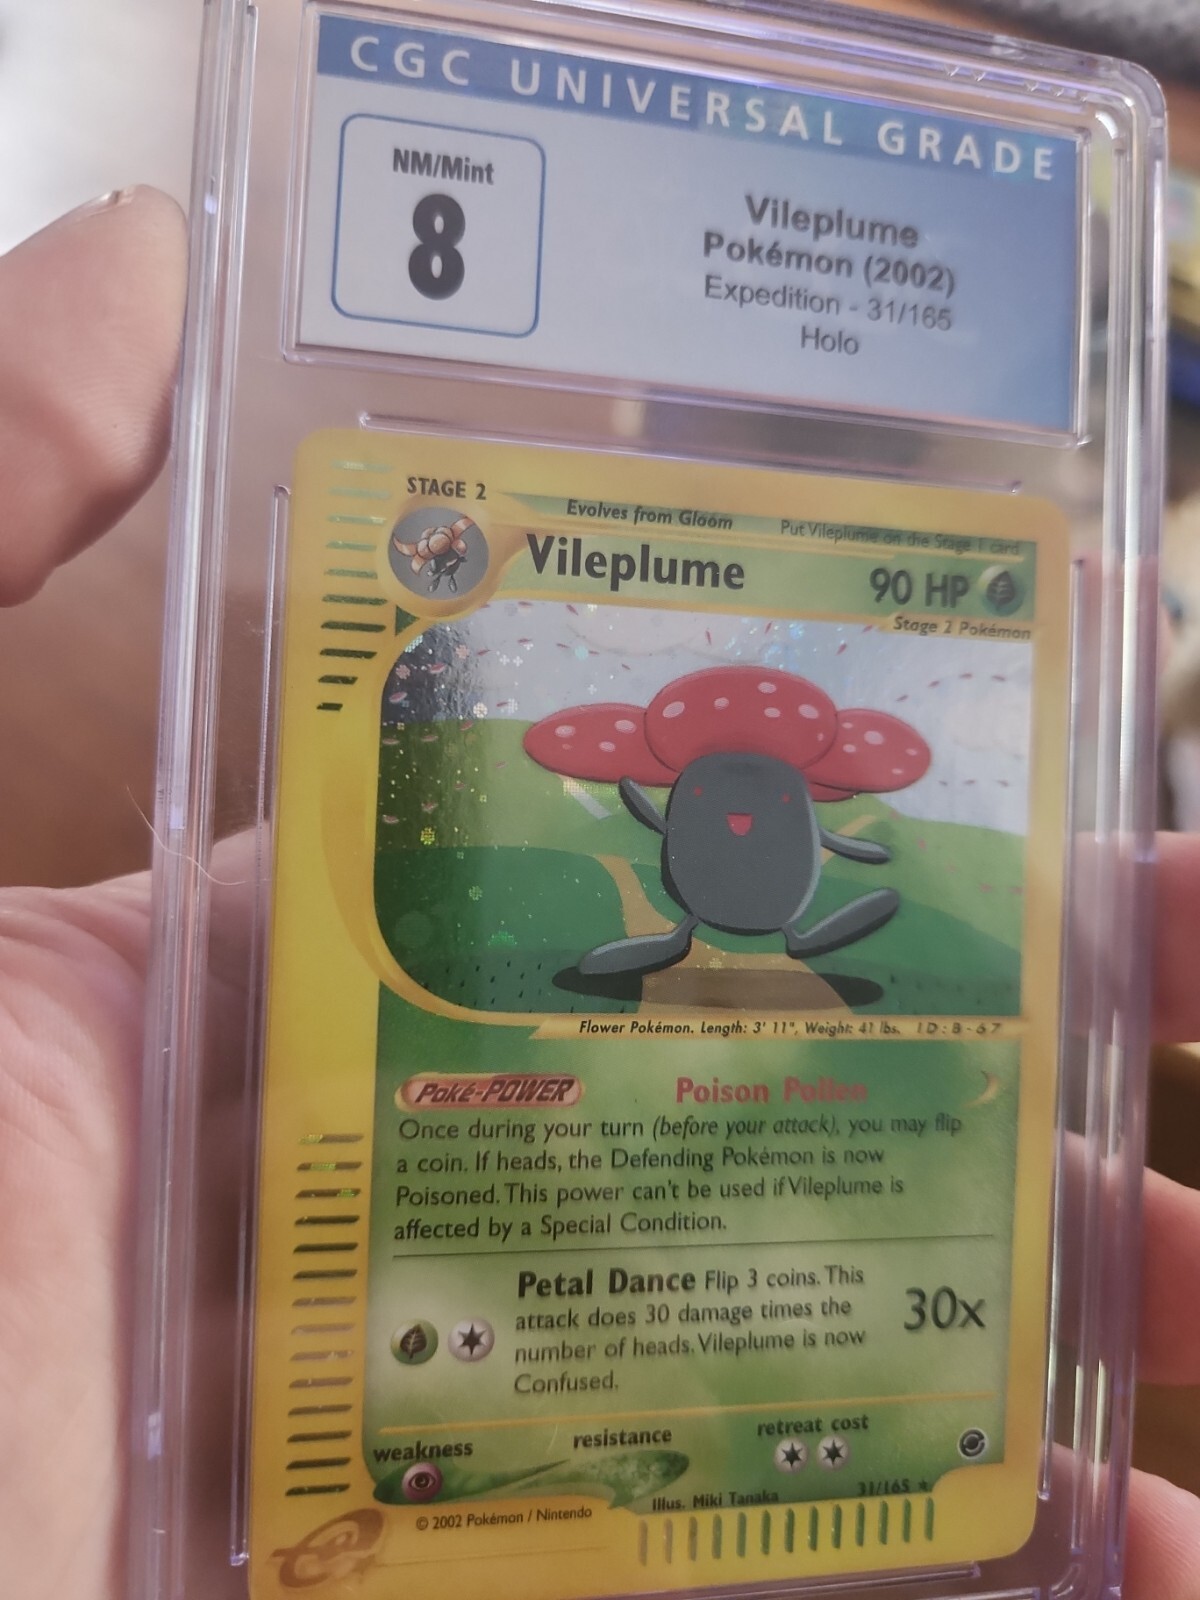 CGC UNIVERSAL GRADE
NM/Mint
8
Vileplume
Pokémon (2002)
Expedition - 31/165
Holo
STAGE 2
Evolves from Gloom
Put Vileplume on the Stage 1 card
Vileplume
90 HP
Stage 2 Pokémon
Flower Pokémon. Length: 3' 11", Weight: 41 lbs. ID: B-67
Poké-POWER Poison Pollen
Once during your turn (before your attack), you may flip
a coin. If heads, the Defending Pokémon is now
Poisoned. This power can't be used if Vileplume is
affected by a Special Condition.
Petal Dance Flip 3 coins. This
attack does 30 damage times the
number of heads. Vileplume is now
Confused.
30x
weakness
resistance
retreat cost
Illus. Miki Tanaka
31/165 ★
© 2002 Pokémon / Nintendo
e